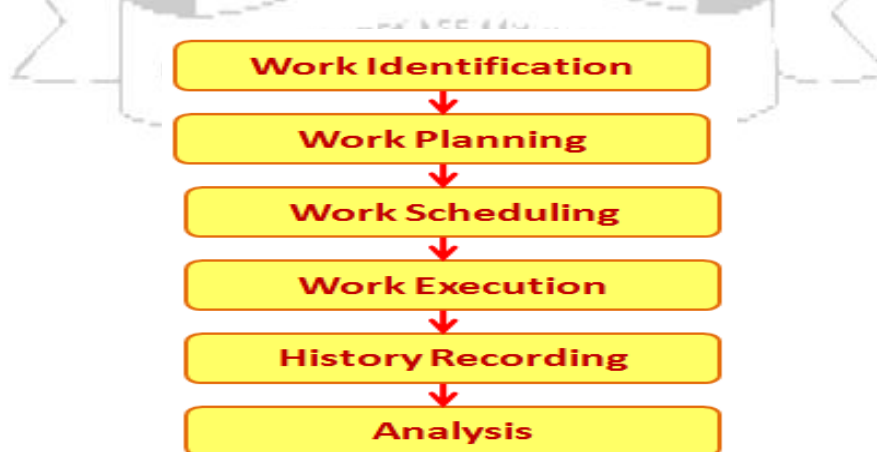 Work Identification
Work Planning
Work Scheduling
Work Execution
History Recording
Analysis